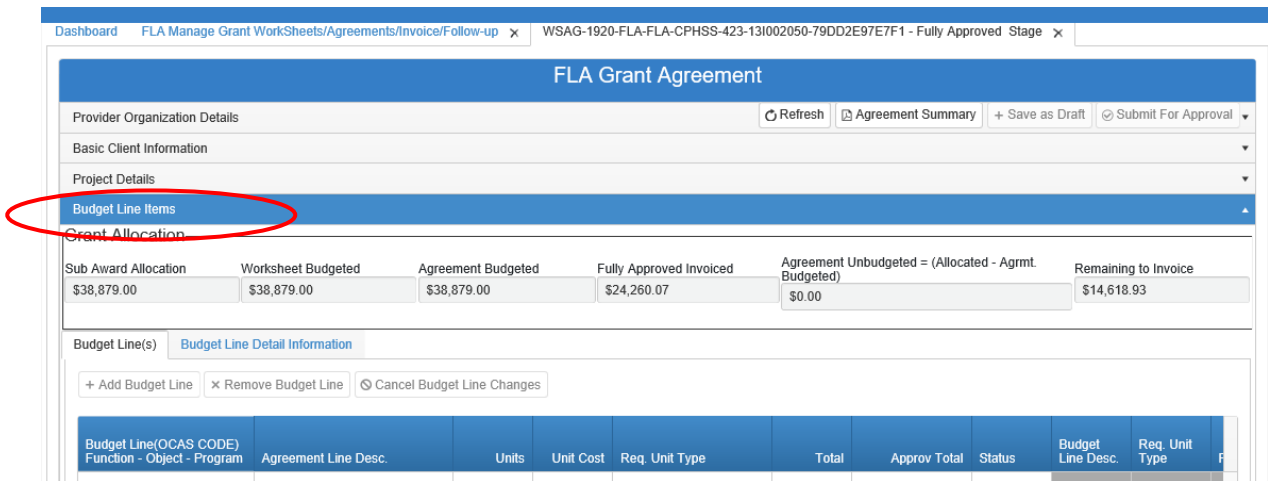 Dashboard FLA Manage Grant WorkSheets/Agreements/Invoice/Follow-up x WSAG-1920-FLA-FLA-CPHSS-423-13I002050-79DD2E97E7F1 - Fully Approved Stage x
FLA Grant Agreement
Provider Organization Details Refresh Agreement Summary + Save as Draft Submit For Approval
Basic Client Information
Project Details
Budget Line Items
Grant Allocation
Sub Award Allocation Worksheet Budgeted Agreement Budgeted Fully Approved Invoiced Agreement Unbudgeted = (Allocated - Agrmt. Budgeted) Remaining to Invoice
$38,879.00 $38,879.00 $38,879.00 $24,260.07 $0.00 $14,618.93
Budget Line(s) Budget Line Detail Information
+ Add Budget Line x Remove Budget Line Cancel Budget Line Changes
Budget Line(OCAS CODE) Function - Object - Program Agreement Line Desc. Units Unit Cost Req. Unit Type Total Approv Total Status Budget Line Desc. Req. Unit Type